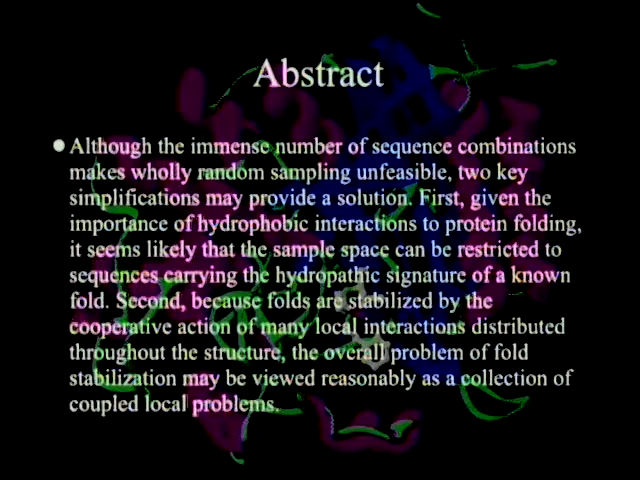 Abstract
Although the immense number of sequence combinations
makes wholly random sampling unfeasible, two key
simplifications may provide a solution. First, given the
importance of hydrophobic interactions to protein folding,
it seems likely that the sample space can be restricted to
sequences carrying the hydropathic signature of a known
fold. Second, because folds are stabilized by the
cooperative action of many local interactions distributed
throughout the structure, the overall problem of fold
stabilization may be viewed reasonably as a collection of
coupled local problems.